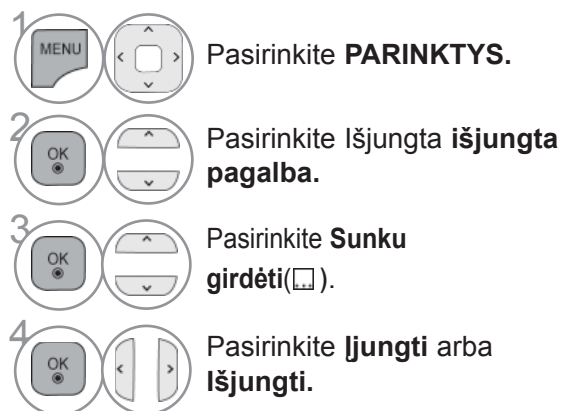 1
MENU
Pasirinkite PARINKTYS.
2
OK
Pasirinkite Išjungta išjungta
pagalba.
3
OK
Pasirinkite Sunku
girdėti(... ).
4
OK
Pasirinkite Įjungti arba
Išjungti.